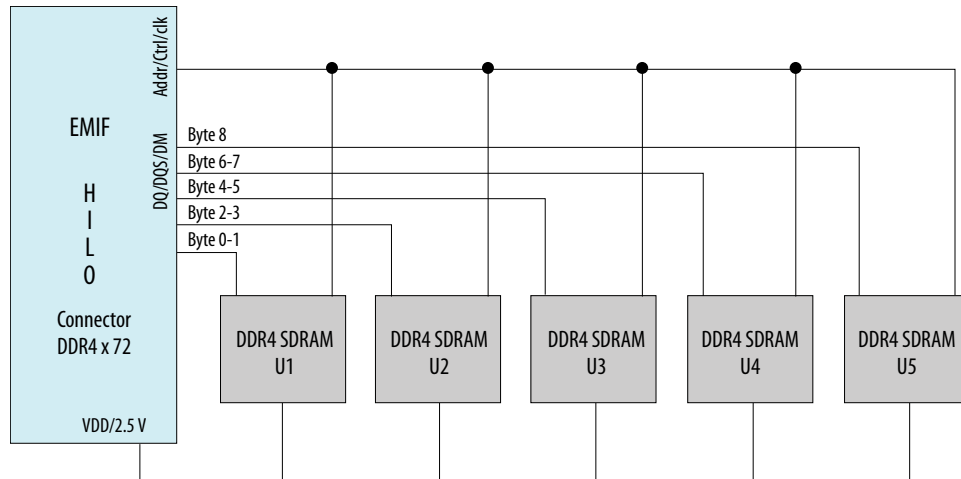 Addr/Ctrl/clk
EMIF
DQ/DQS/DM
H
I
L
O
Connector
DDR4 x 72
VDD/2.5 V
Byte 8
Byte 6-7
Byte 4-5
Byte 2-3
Byte 0-1
DDR4 SDRAM
U1
DDR4 SDRAM
U2
DDR4 SDRAM
U3
DDR4 SDRAM
U4
DDR4 SDRAM
U5